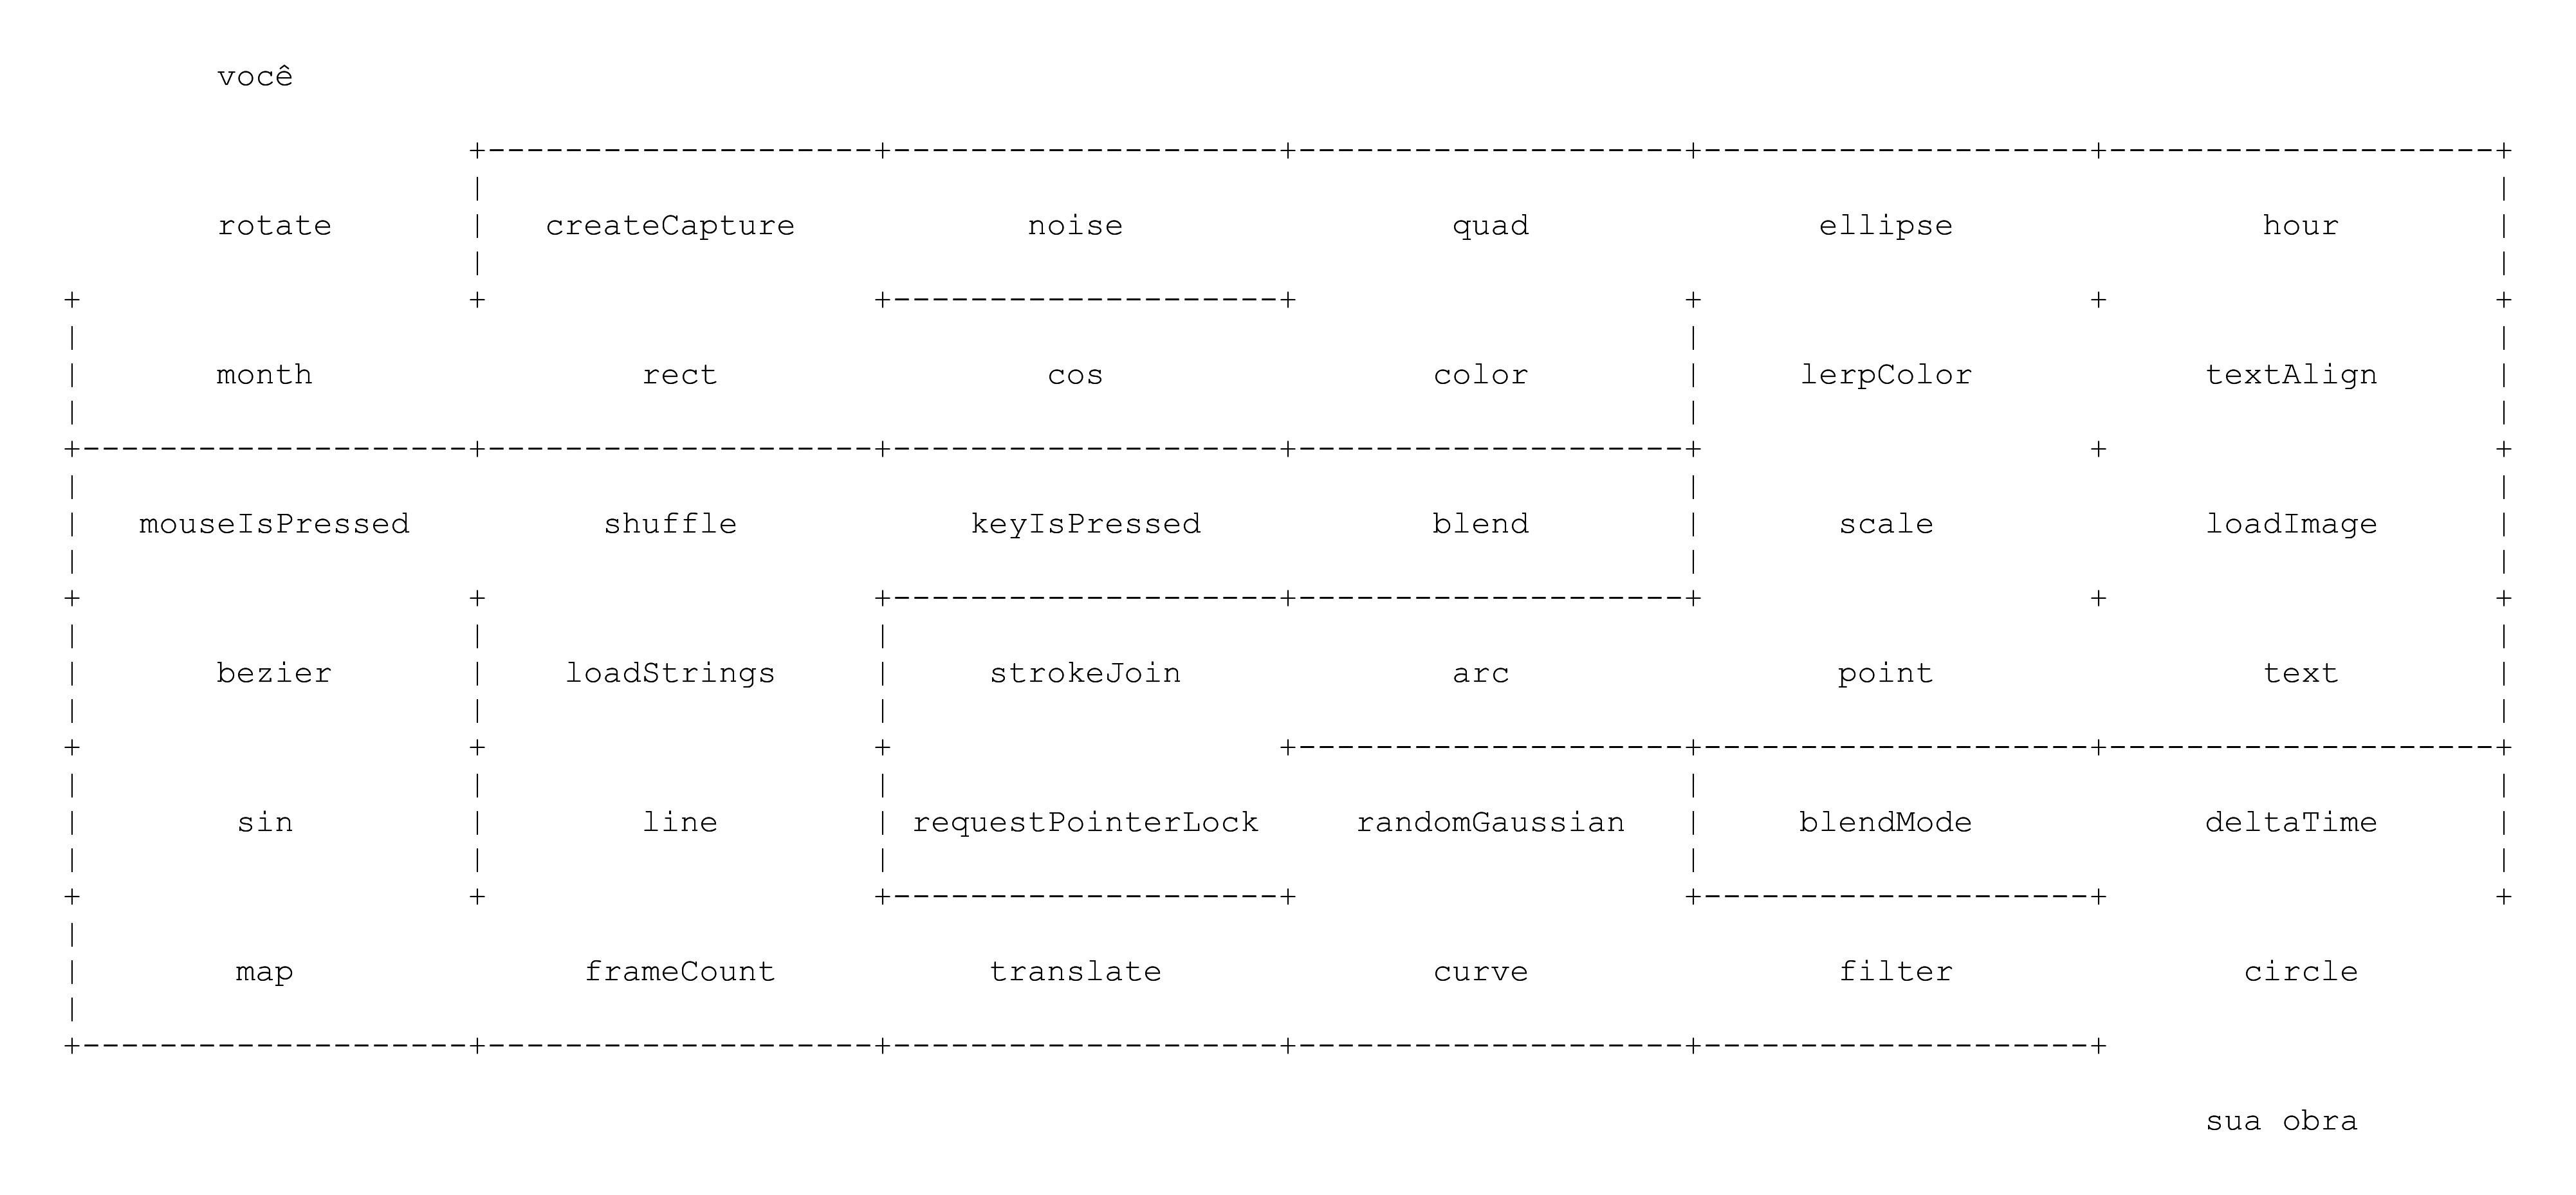 você
rotate createCapture noise quad ellipse hour
month rect cos color lerpColor textAlign
mouseIsPressed shuffle keyIsPressed blend scale loadImage
bezier loadStrings strokeJoin arc point text
sin line requestPointerLock randomGaussian blendMode deltaTime
map frameCount translate curve filter circle
sua obra